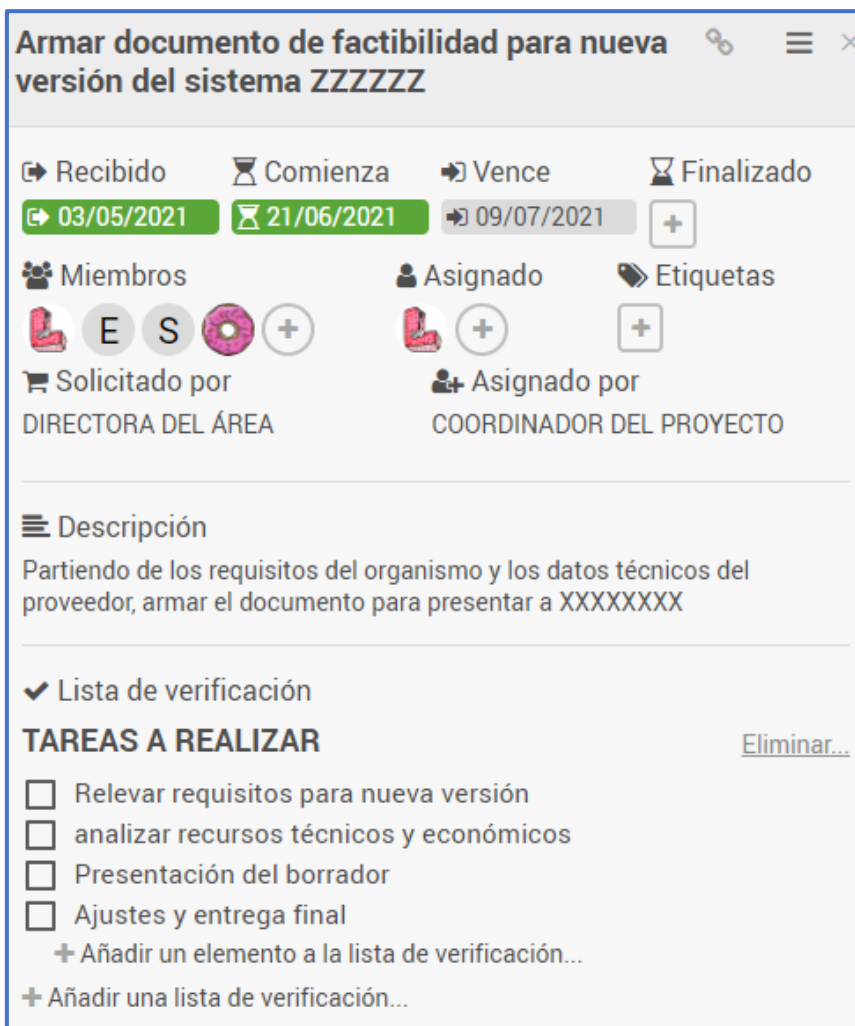 Armar documento de factibilidad para nueva
versión del sistema ZZZZZZ
Recibido Comienza Vence Finalizado
03/05/2021 21/06/2021 09/07/2021
Miembros Asignado Etiquetas
E S
Solicitado por Asignado por
DIRECTORA DEL ÁREA COORDINADOR DEL PROYECTO
Descripción
Partiendo de los requisitos del organismo y los datos técnicos del
proveedor, armar el documento para presentar a XXXXXXXX
Lista de verificación
TAREAS A REALIZAR Eliminar...
Relevar requisitos para nueva versión
analizar recursos técnicos y económicos
Presentación del borrador
Ajustes y entrega final
+ Añadir un elemento a la lista de verificación...
+ Añadir una lista de verificación...